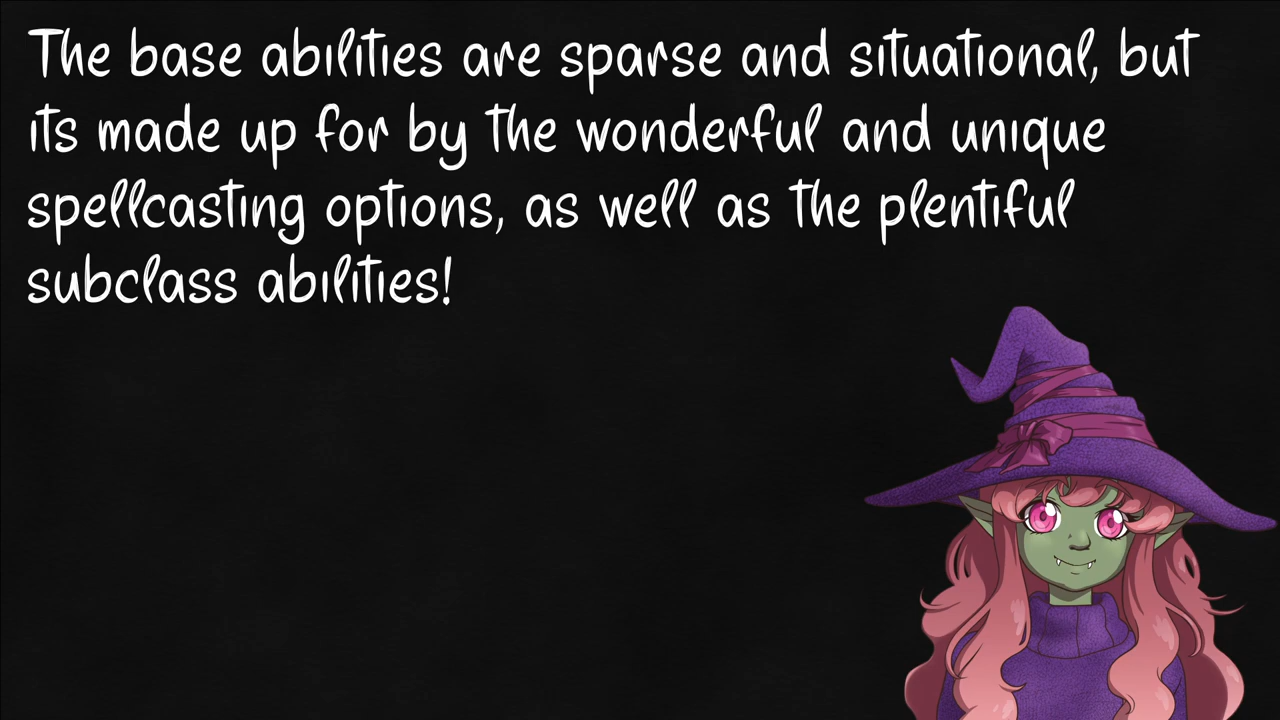 The base abilities are sparse and situational, but
its made up for by the wonderful and unique
spellcasting options, as well as the plentiful
subclass abilities!